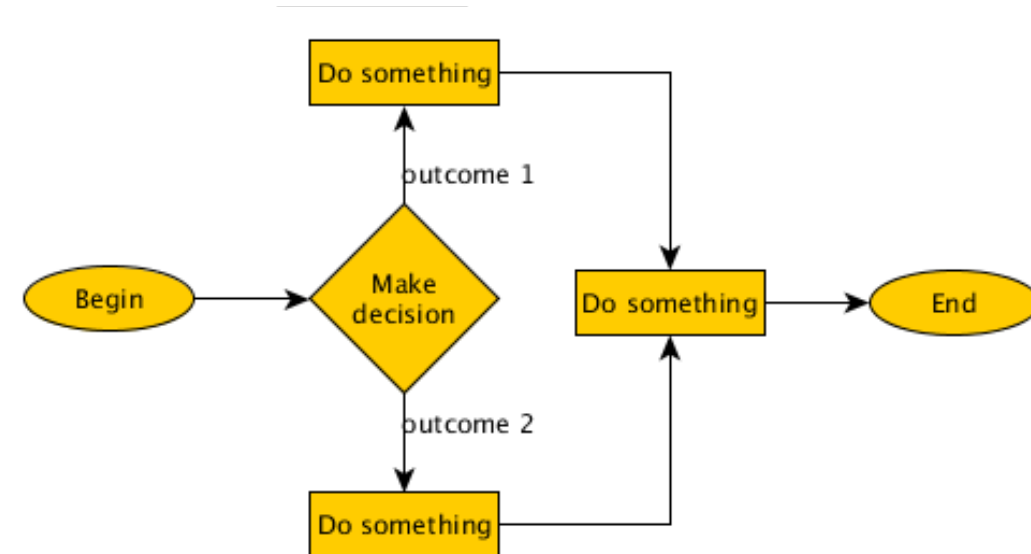 Do something
outcome 1
Begin
Make
decision
Do something
End
outcome 2
Do something